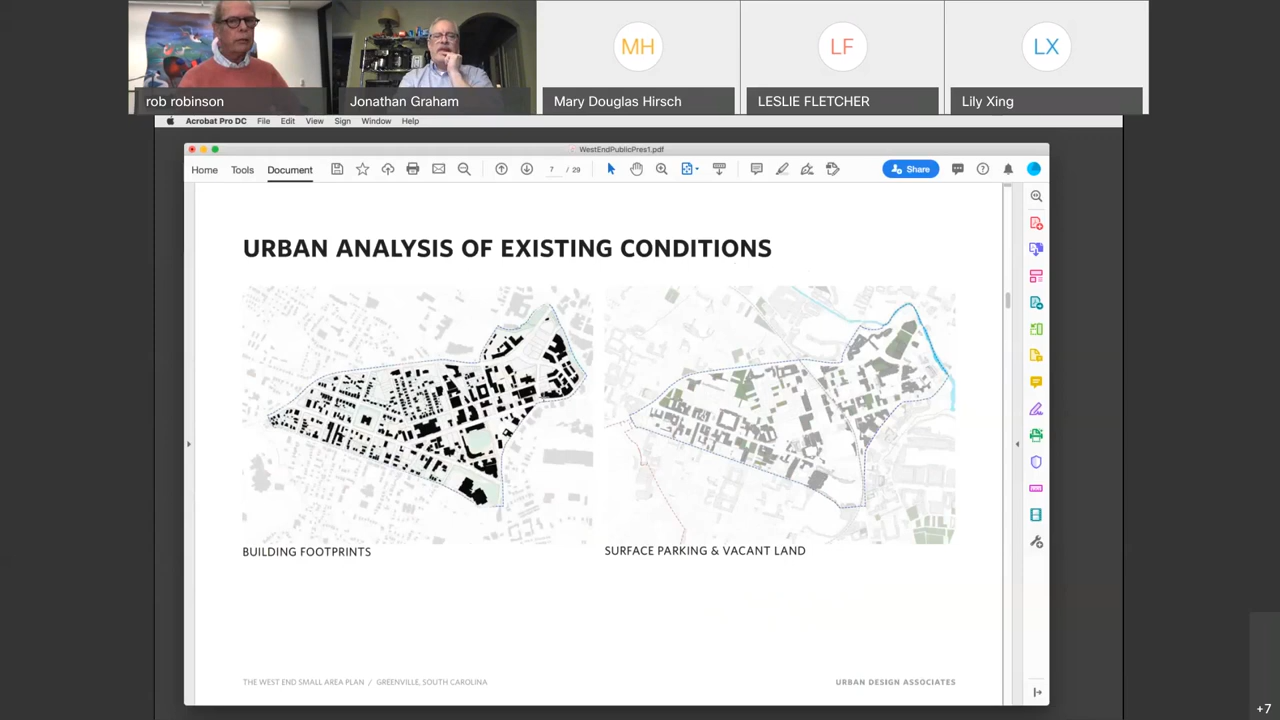 MH
LF
LX
rob robinson
Jonathan Graham
Mary Douglas Hirsch
LESLIE FLETCHER
Lily Xing
Acrobat Pro DC File Edit View Sign Window Help
WestEndPublicPres1.pdf
Home Tools Document
7 / 29
Share
URBAN ANALYSIS OF EXISTING CONDITIONS
BUILDING FOOTPRINTS
SURFACE PARKING & VACANT LAND
THE WEST END SMALL AREA PLAN / GREENVILLE, SOUTH CAROLINA
URBAN DESIGN ASSOCIATES
+7